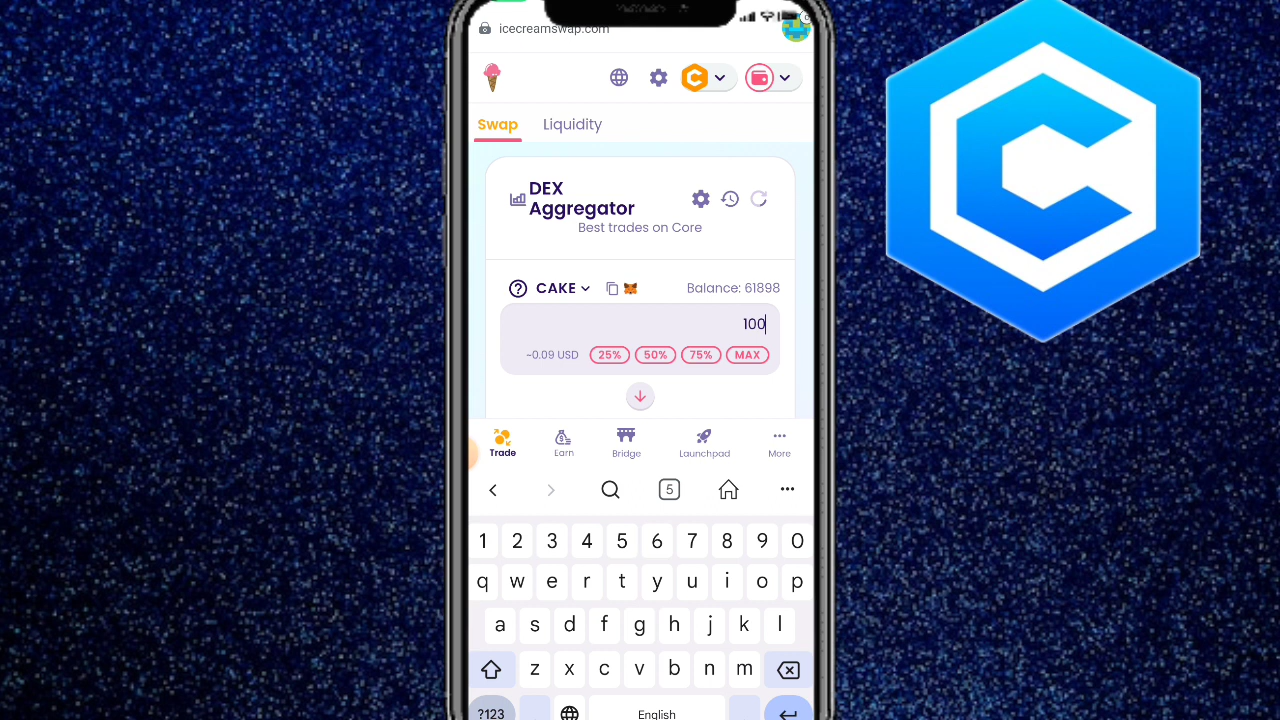 icecreamswap.com
Swap Liquidity
DEX
Aggregator
Best trades on Core
CAKE Balance: 61898
100
~0.09 USD 25% 50% 75% MAX
Trade Earn Bridge Launchpad More
5
1 2 3 4 5 6 7 8 9 0
q w e r t y u i o p
a s d f g h j k l
z x c v b n m
?123 English